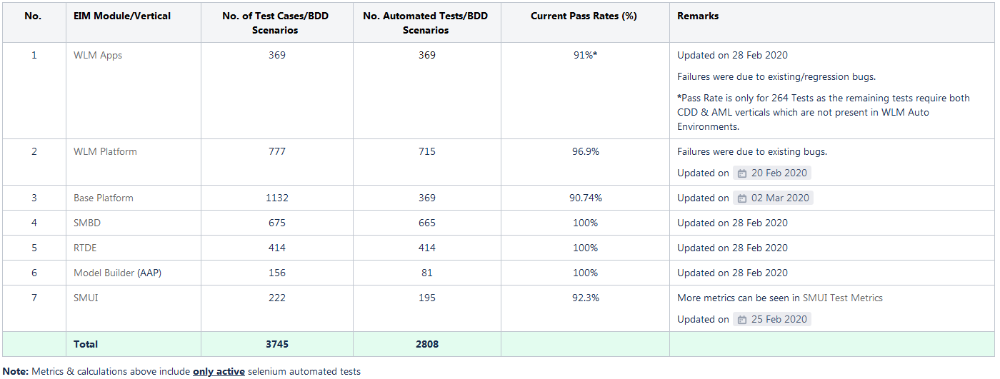 No. EIM Module/Vertical No. of Test Cases/BDD Scenarios No. Automated Tests/BDD Scenarios Current Pass Rates (%) Remarks
1 WLM Apps 369 369 91%* Updated on 28 Feb 2020
Failures were due to existing/regression bugs.
*Pass Rate is only for 264 Tests as the remaining tests require both
CDD & AML verticals which are not present in WLM Auto
Environments.
2 WLM Platform 777 715 96.9% Failures were due to existing bugs.
Updated on 20 Feb 2020
3 Base Platform 1132 369 90.74% Updated on 02 Mar 2020
4 SMBD 675 665 100% Updated on 28 Feb 2020
5 RTDE 414 414 100% Updated on 28 Feb 2020
6 Model Builder (AAP) 156 81 100% Updated on 28 Feb 2020
7 SMUI 222 195 92.3% More metrics can be seen in SMUI Test Metrics
Updated on 25 Feb 2020
Total 3745 2808
Note: Metrics & calculations above include only active selenium automated tests